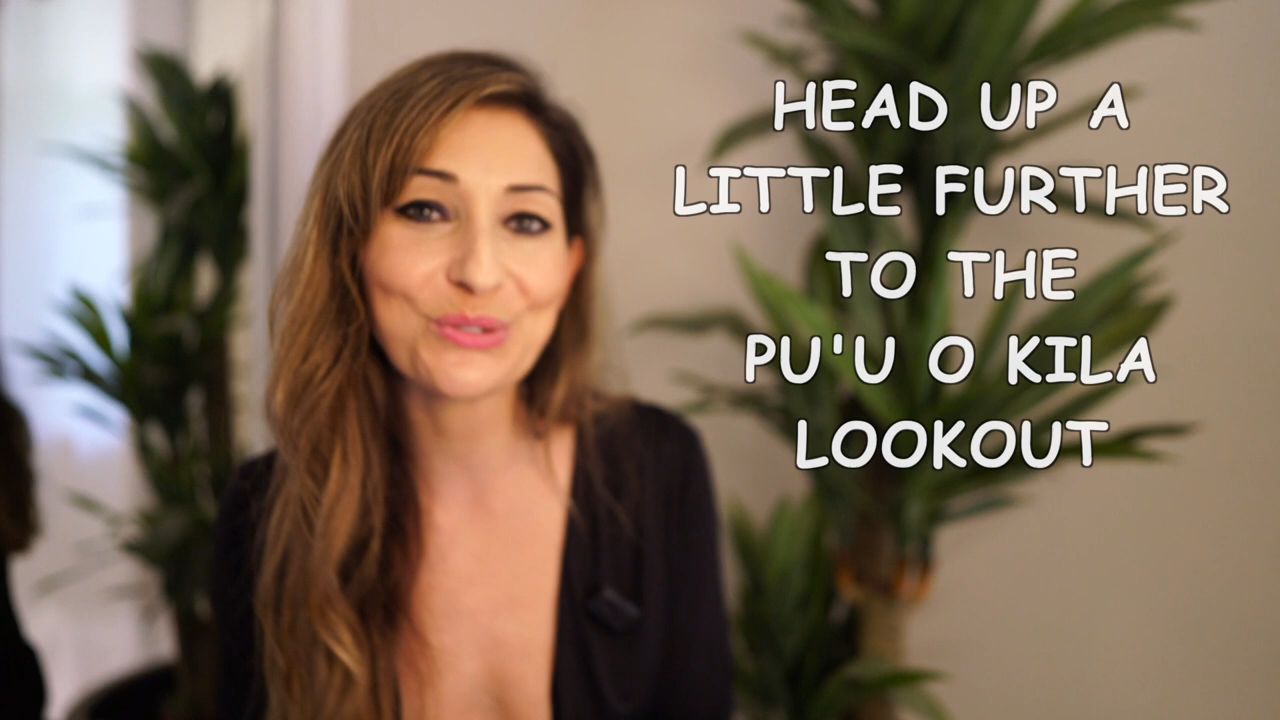 HEAD UP A
LITTLE FURTHER
TO THE
PU'U O KILA
LOOKOUT